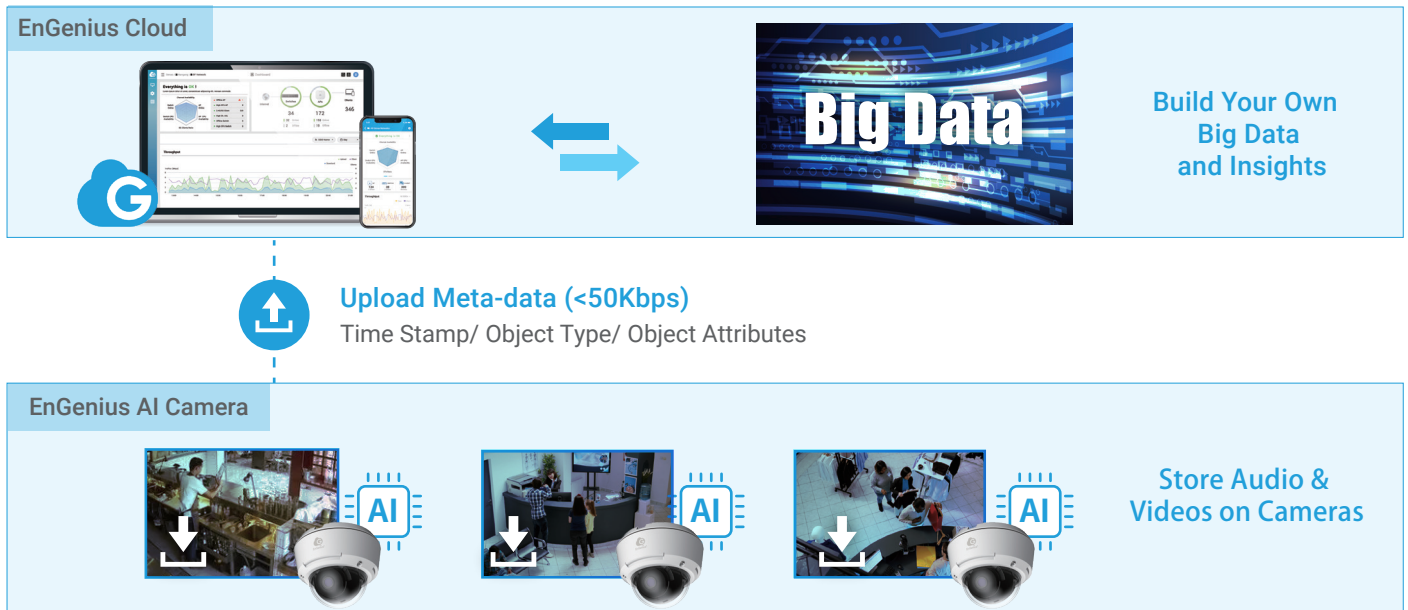 EnGenius Cloud
Big Data
Build Your Own
Big Data
and Insights
G
Upload Meta-data (<50Kbps)
Time Stamp/ Object Type/ Object Attributes
EnGenius AI Camera
AI
AI
AI
Store Audio &
Videos on Cameras